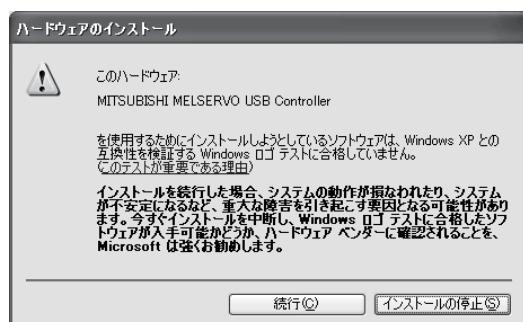 ハードウェアのインストール
このハードウェア:
MITSUBISHI MELSERVO USB Controller
を使用するためにインストールしようとしているソフトウェアは、Windows XP との
互換性を検証する Windows ロゴ テストに合格していません。
(このテストが重要である理由)
インストールを続行した場合、システムの動作が損なわれたり、システム
が不安定になるなど、重大な障害を引き起こす要因となる可能性があり
ます。今すぐインストールを中断し、Windows ロゴ テストに合格したソフ
トウェアが入手可能かどうか、ハードウェア ベンダーに確認されることを、
Microsoft は強くお勧めします。
続行(C)
インストールの停止(S)